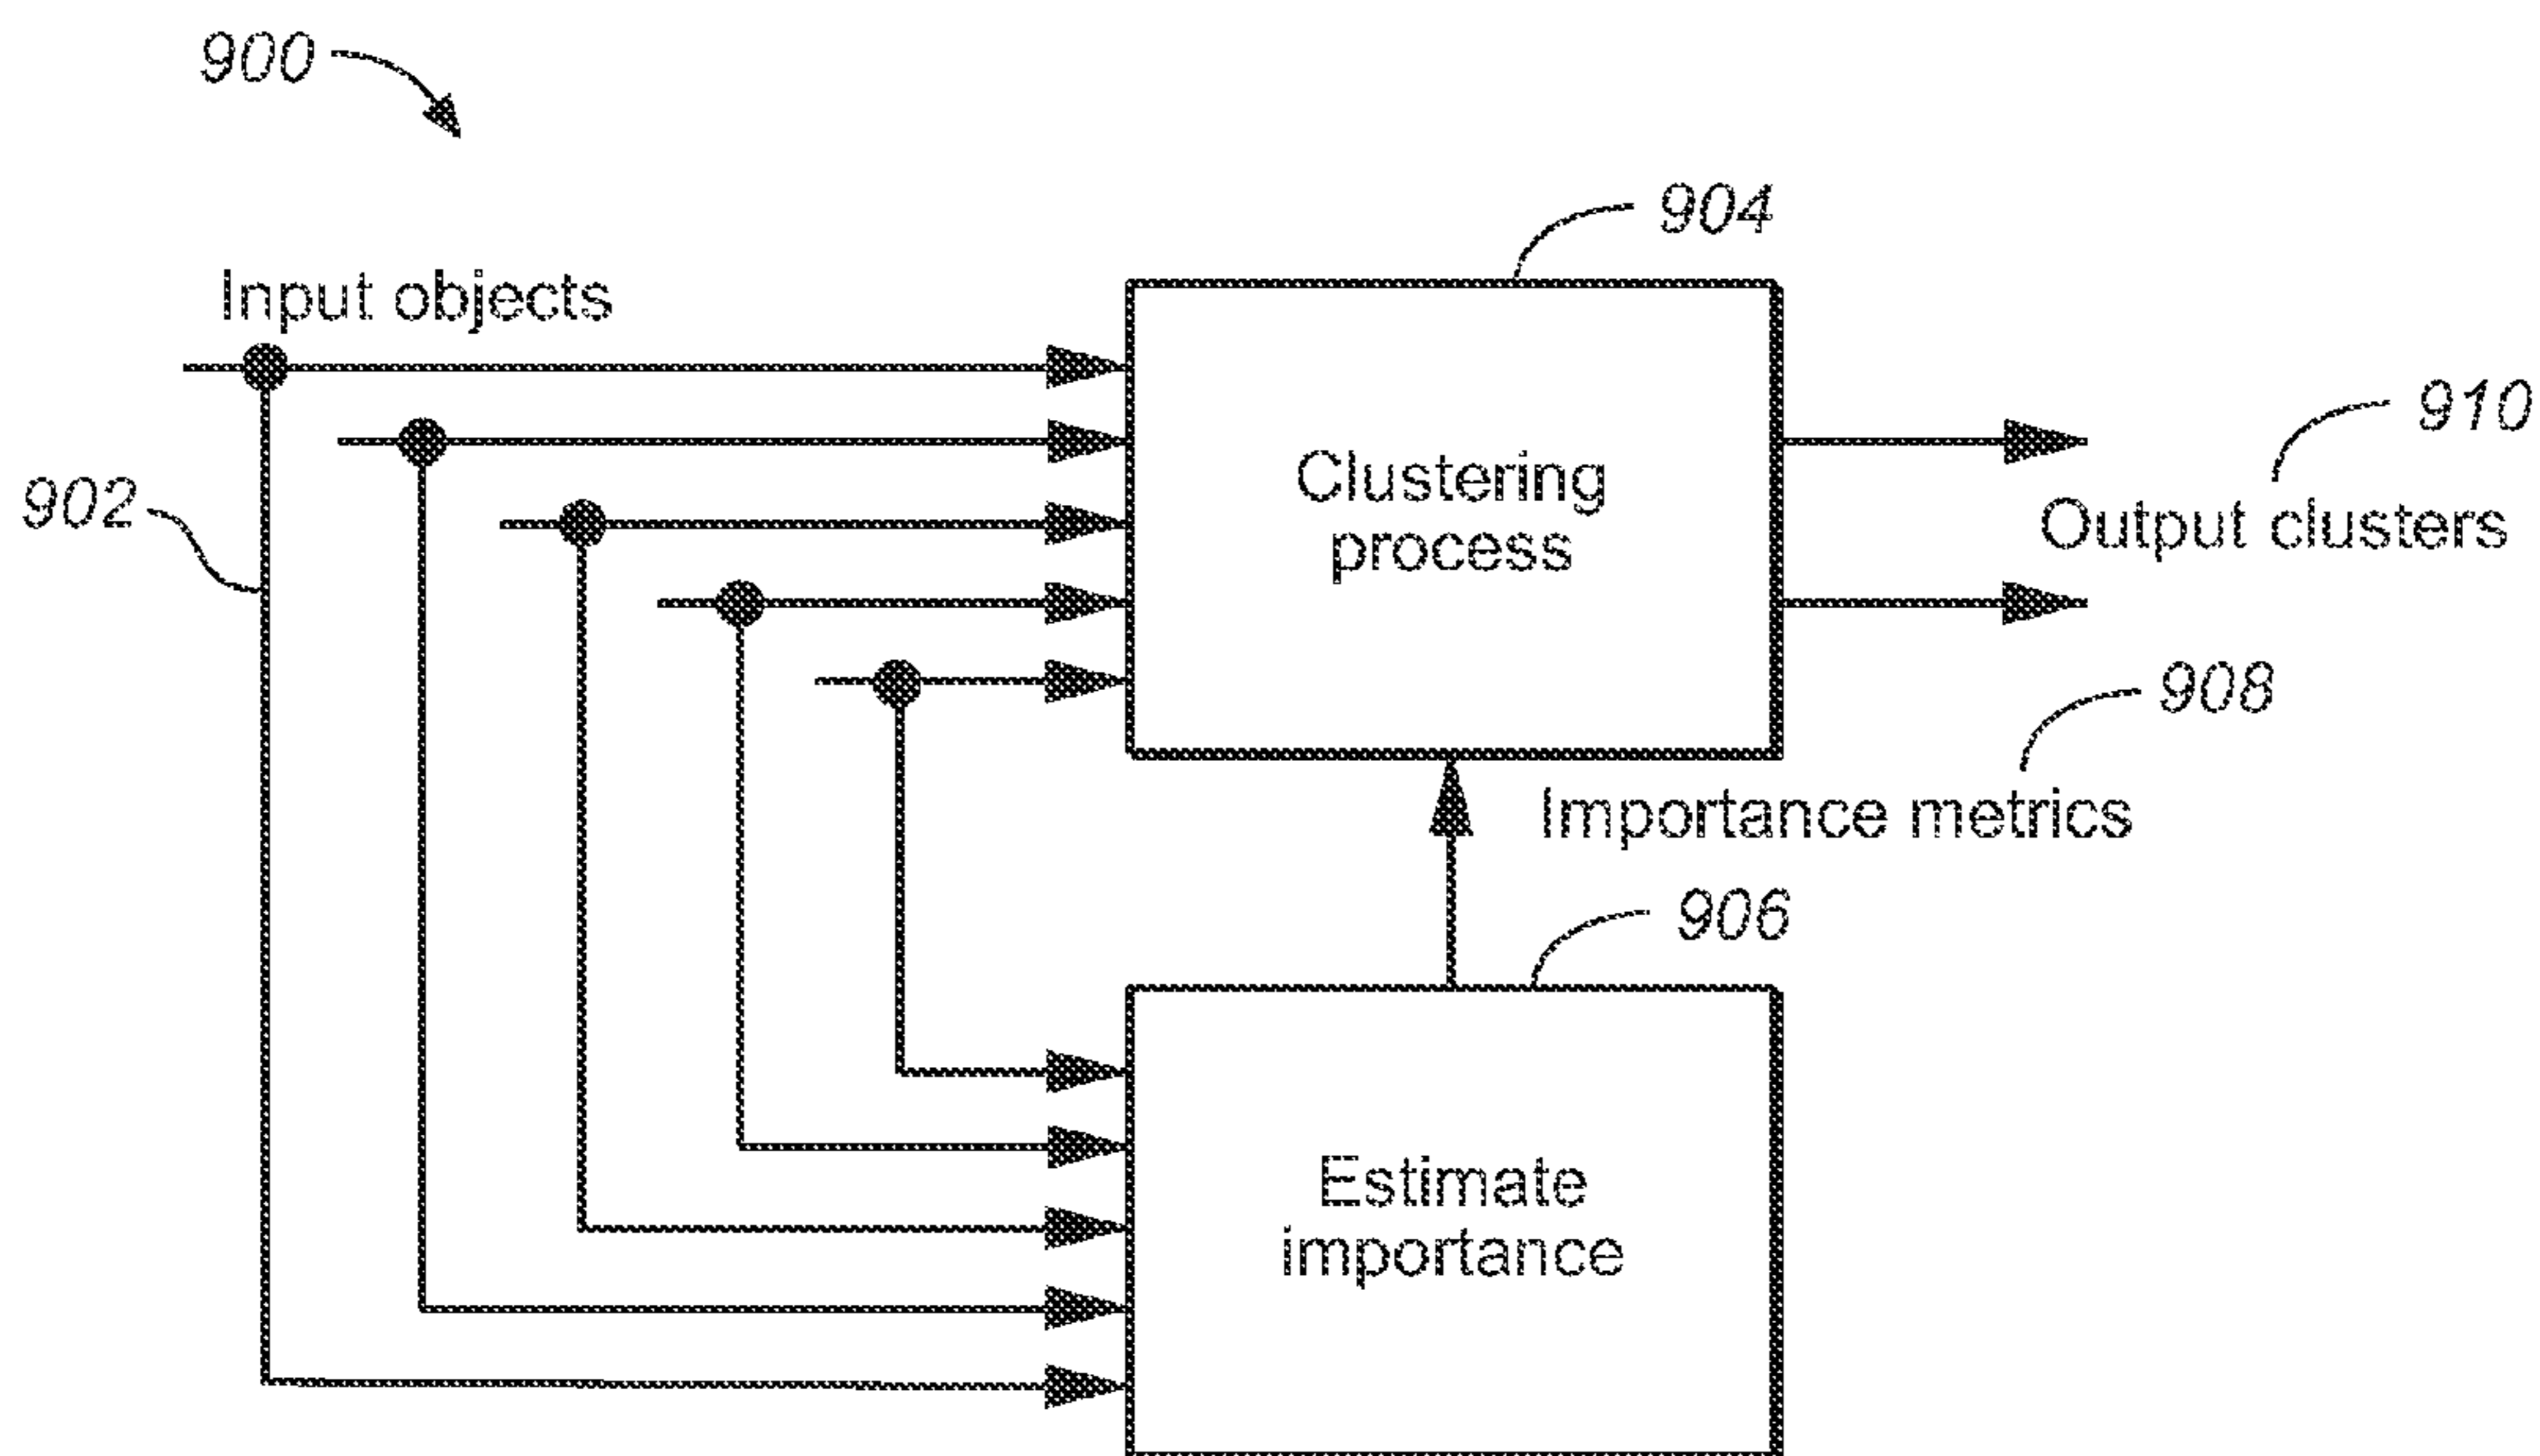 900
904
Input objects
910
Clustering
process
902
Output clusters
908
Importance metrics
906
Estimate
importance